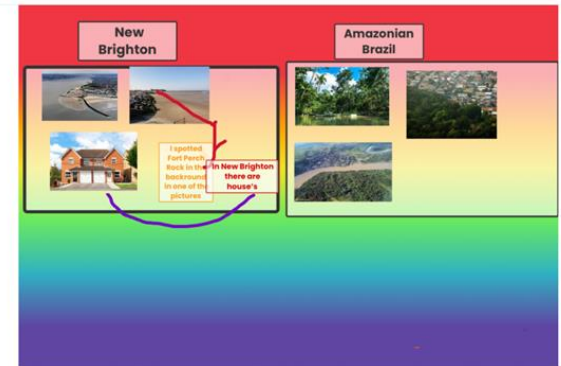 New
Brighton
Amazonian
Brazil
I spotted
Fort Perch
Rock in the
backround
in one of the
pictures
In New Brighton
there are
house's